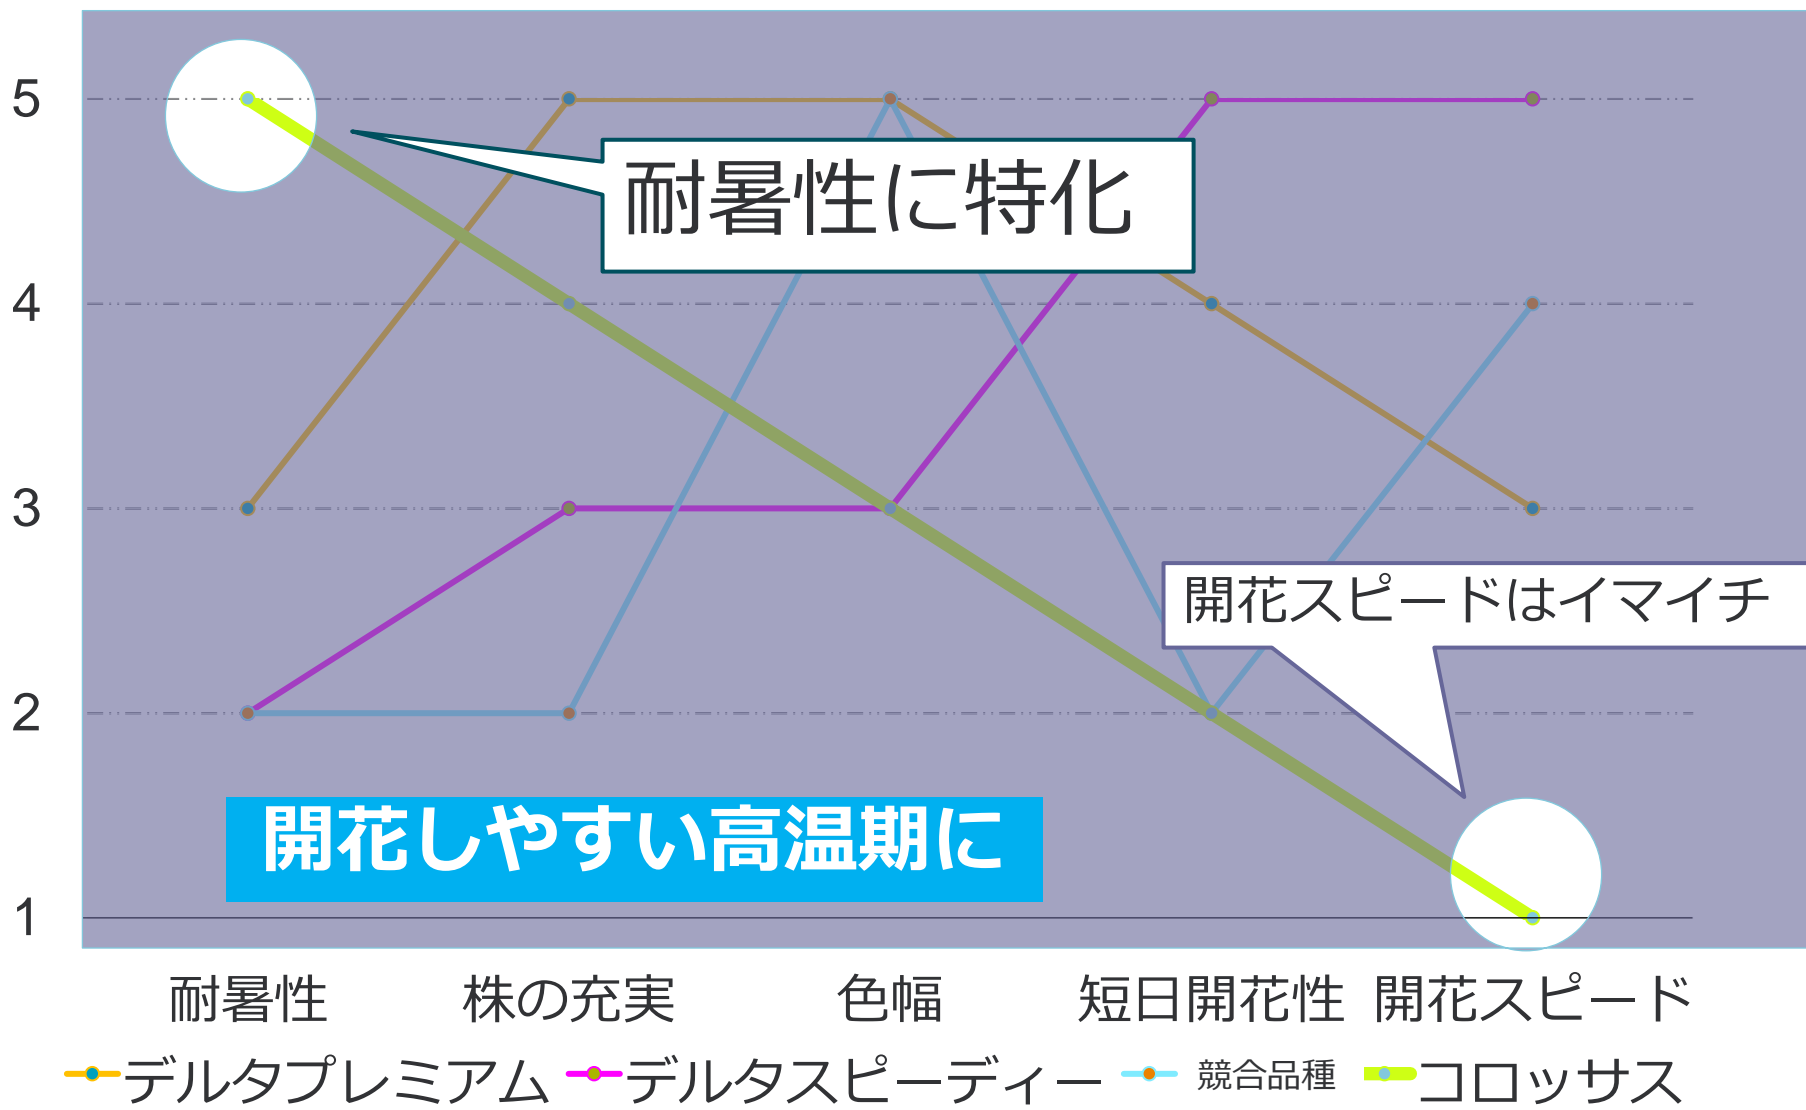 5
耐暑性に特化
4
3
開花スピードはイマイチ
2
開花しやすい高温期に
1
耐暑性 株の充実 色幅 短日開花性 開花スピード
デルタプレミアム デルタスピーディー 競合品種 コロッサス